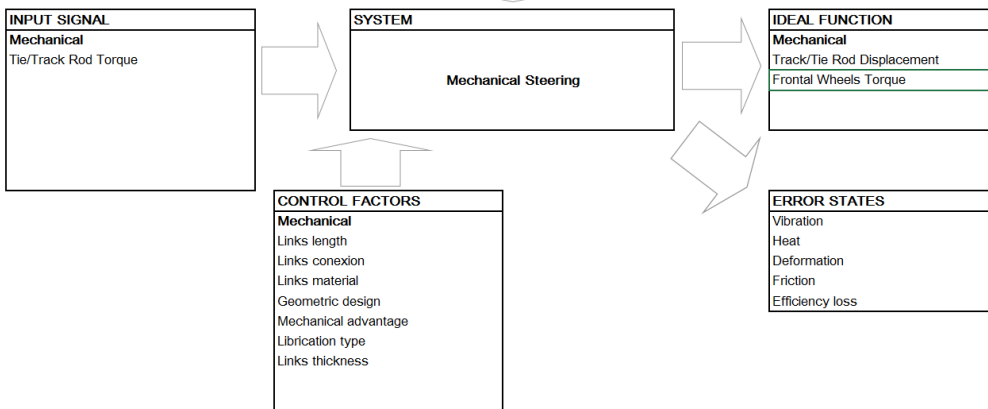 INPUT SIGNAL
Mechanical
Tie/Track Rod Torque
SYSTEM
Mechanical Steering
IDEAL FUNCTION
Mechanical
Track/Tie Rod Displacement
Frontal Wheels Torque
CONTROL FACTORS
Mechanical
Links length
Links conexion
Links material
Geometric design
Mechanical advantage
Librication type
Links thickness
ERROR STATES
Vibration
Heat
Deformation
Friction
Efficiency loss